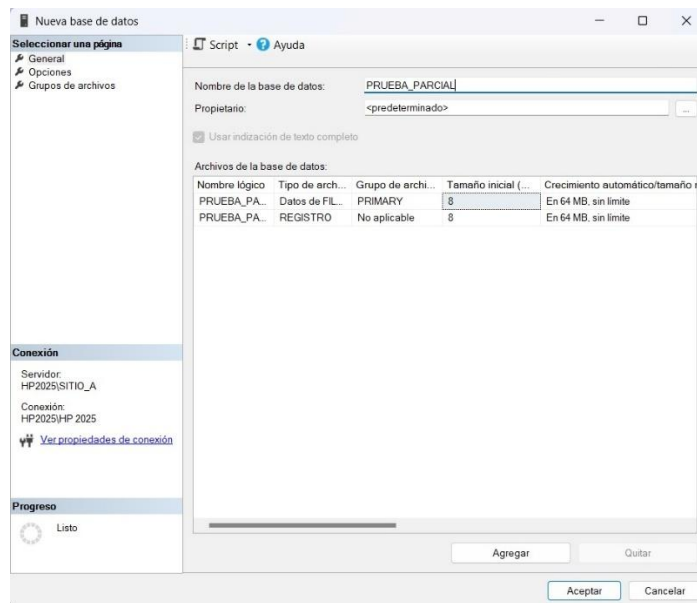 Nueva base de datos
Seleccionar una página
General
Opciones
Grupos de archivos
Script
Ayuda
Nombre de la base de datos: PRUEBA_PARCIAL
Propietario: <predeterminado> ...
Usar indización de texto completo
Archivos de la base de datos:
Nombre lógico Tipo de arch... Grupo de archi... Tamaño inicial (... Crecimiento automático/tamaño
PRUEBA_PA... Datos de FIL... PRIMARY 8 En 64 MB, sin límite
PRUEBA_PA... REGISTRO No aplicable 8 En 64 MB, sin límite
Conexión
Servidor:
HP2025\SITIO_A
Conexión:
HP2025\HP 2025
Ver propiedades de conexión
Progreso
Listo
Agregar Quitar
Aceptar Cancelar